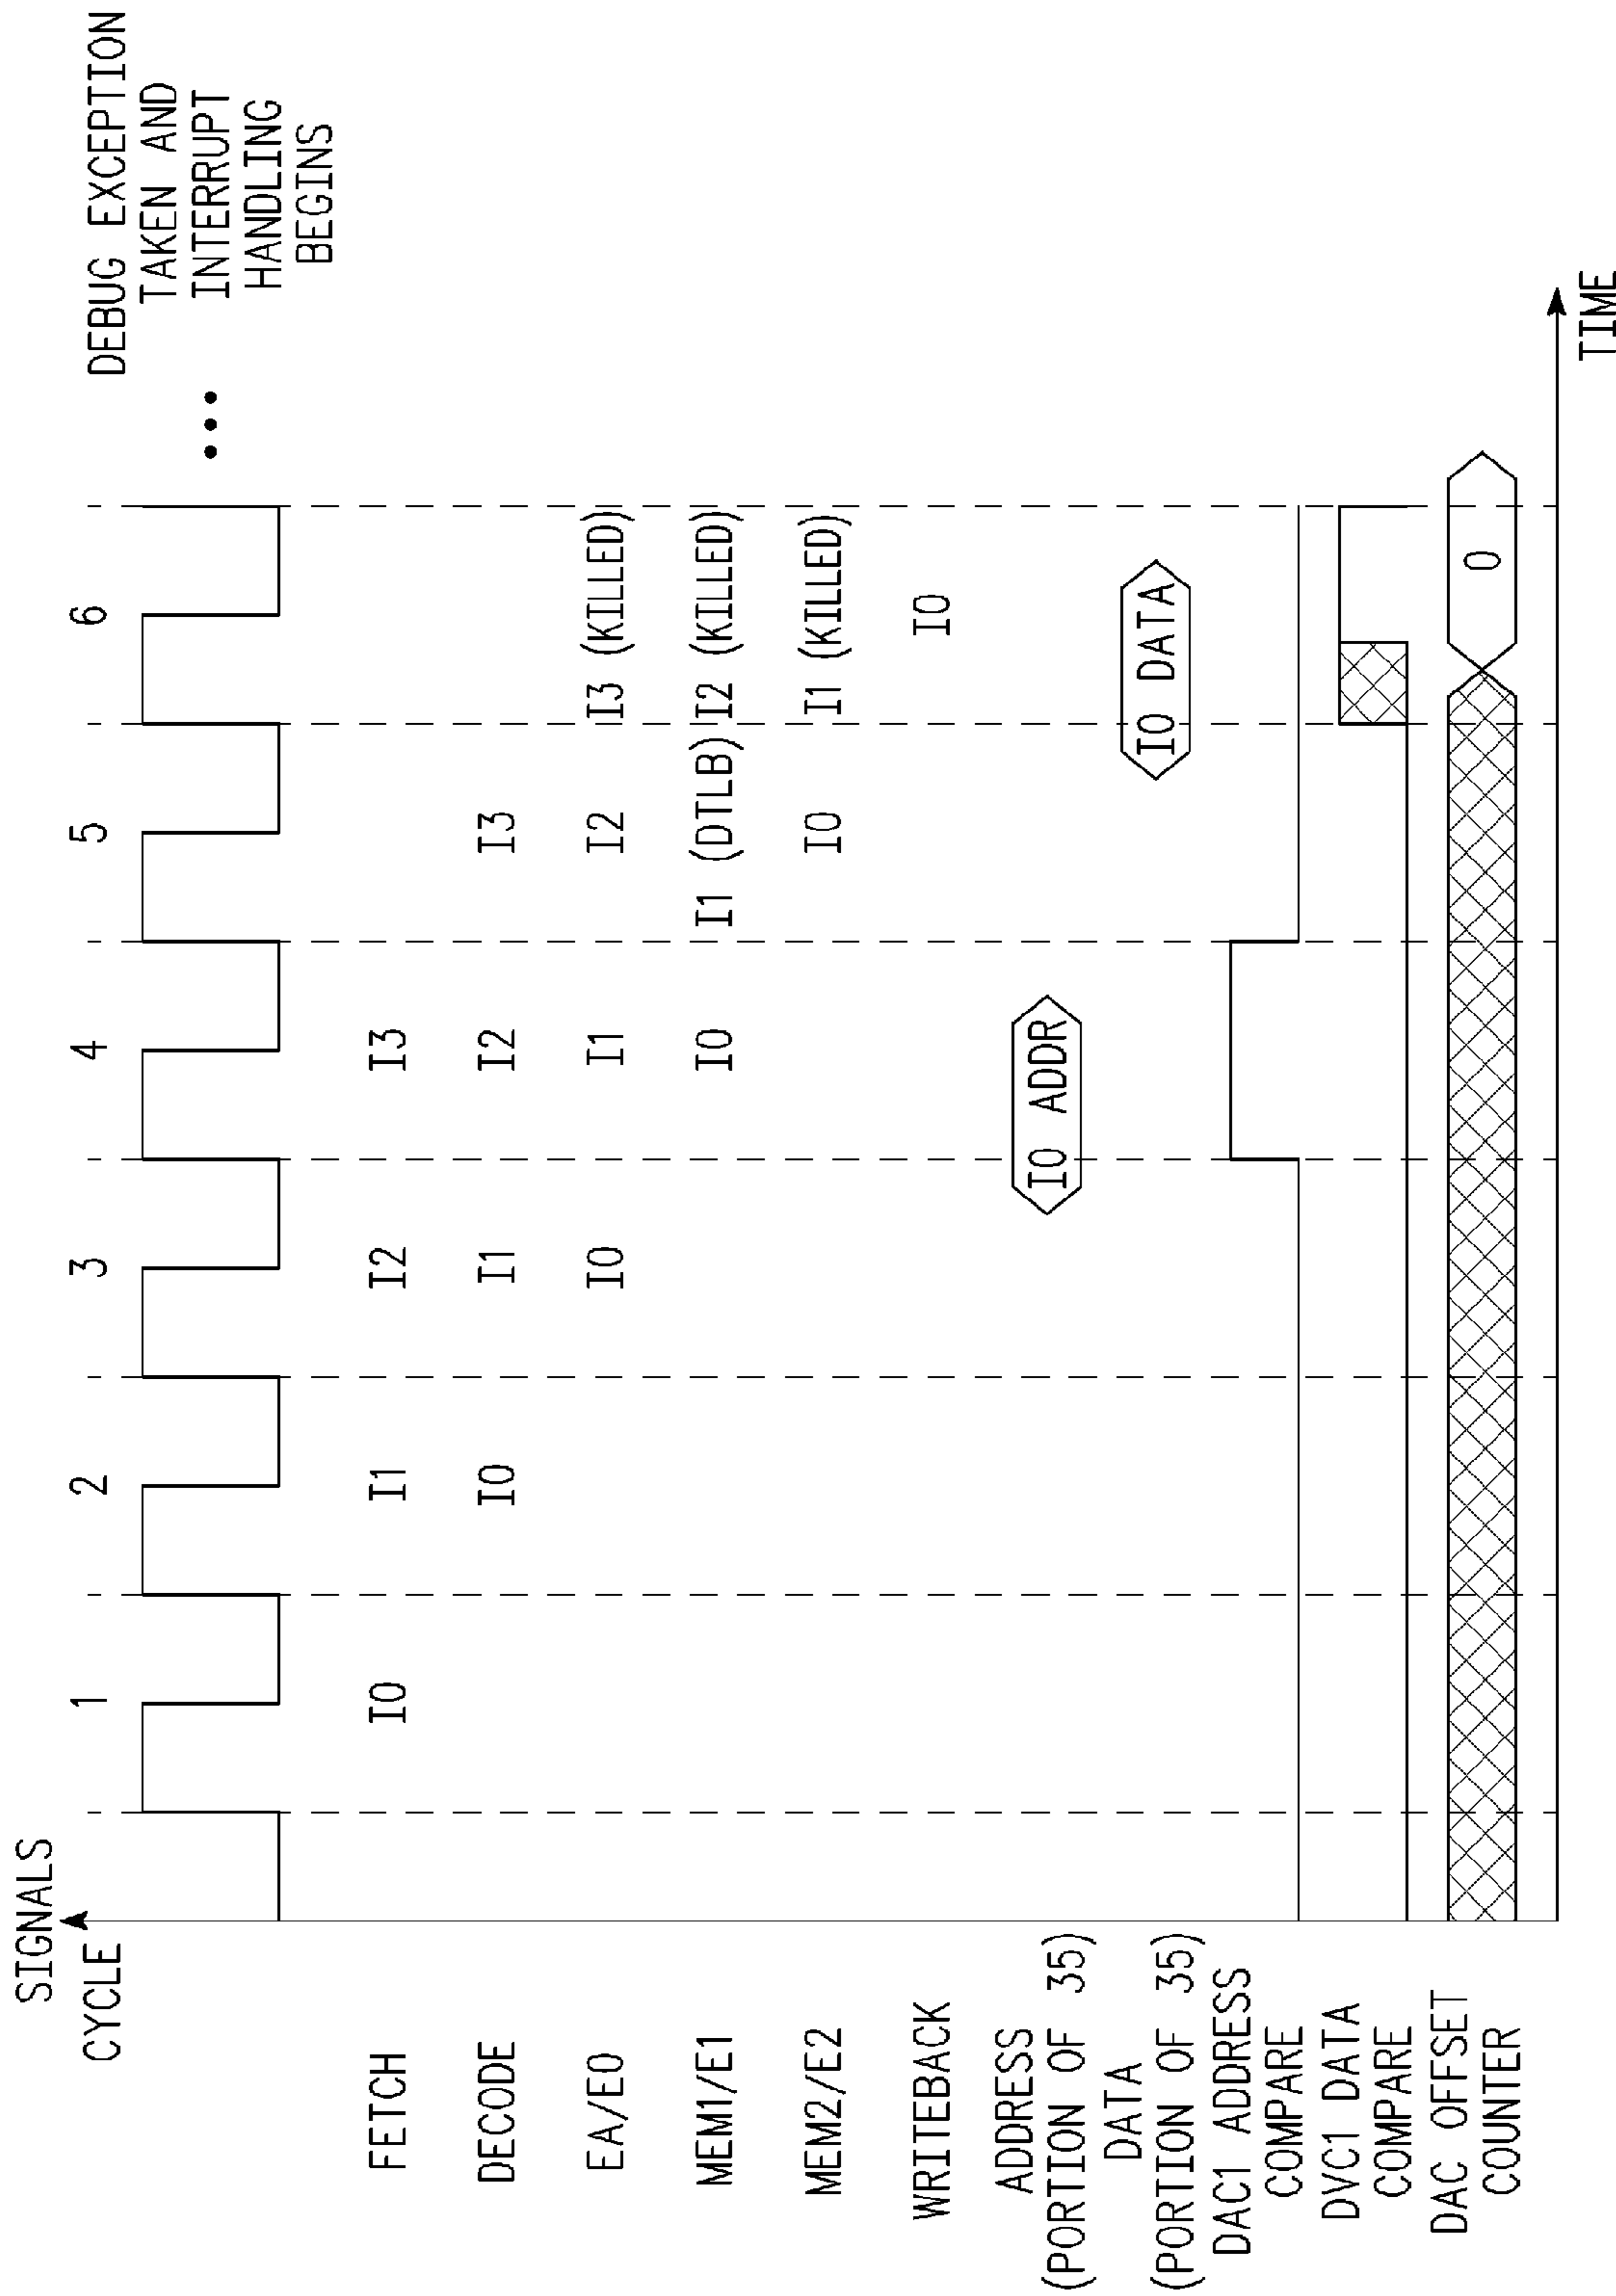 SIGNALS
CYCLE 1 2 3 4 5 6
DEBUG EXCEPTION
TAKEN AND
INTERRUPT
HANDLING
BEGINS
FETCH I0 I1 I2 I3
DECODE I0 I1 I2 I3
EA/E0 I0 I1 I2 I3 (KILLED)
MEM1/E1 I0 I1 (DTLB) I2 (KILLED)
MEM2/E2 I0 I1 (KILLED)
WRITEBACK I0
ADDRESS
(PORTION OF 35) I0 ADDR
DATA
(PORTION OF 35) I0 DATA
DAC1 ADDRESS
COMPARE
DVC1 DATA
COMPARE
DAC OFFSET
COUNTER 0
TIME